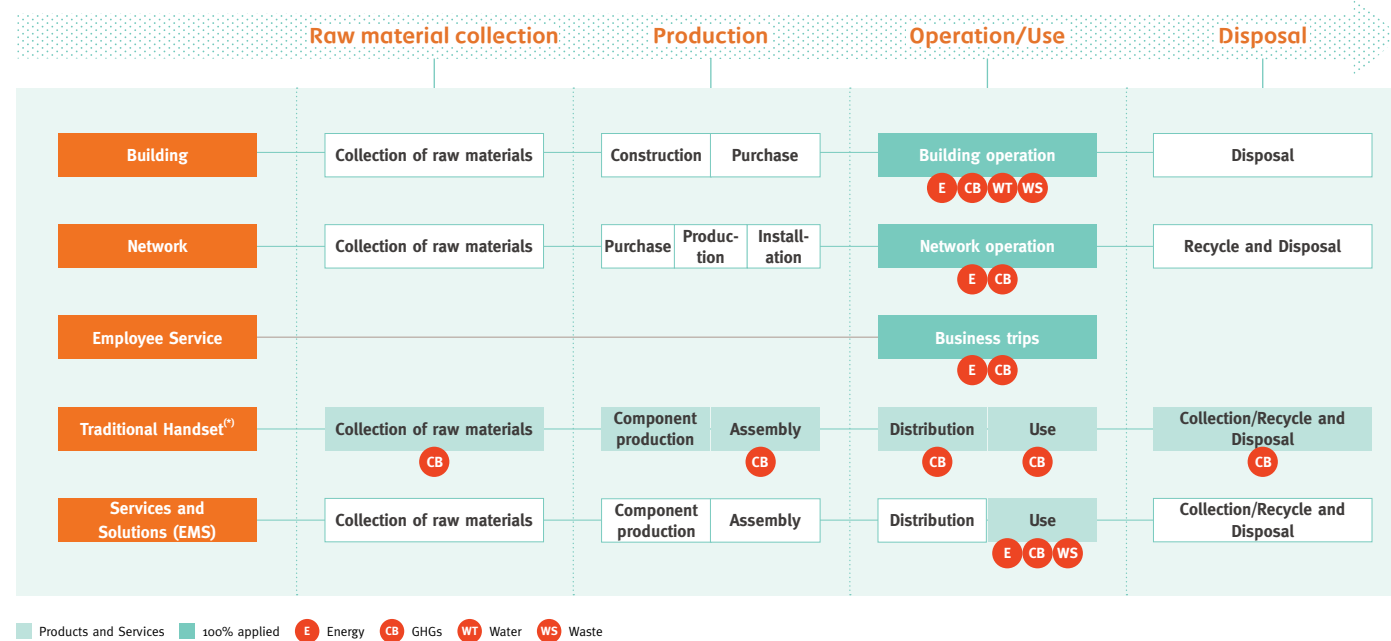 Raw material collection
Production
Operation/Use
Disposal
Building
Collection of raw materials
Construction
Purchase
Building operation
E CB WT WS
Disposal
Network
Collection of raw materials
Purchase
Produc-
tion
Install-
ation
Network operation
E CB
Recycle and Disposal
Employee Service
Business trips
E CB
Traditional Handset(*)
Collection of raw materials
CB
Component
production
Assembly
CB
Distribution
CB
Use
CB
Collection/Recycle and
Disposal
CB
Services and
Solutions (EMS)
Collection of raw materials
Component
production
Assembly
Distribution
Use
E CB WS
Collection/Recycle and
Disposal
Products and Services 100% applied E Energy CB GHGs WT Water WS Waste